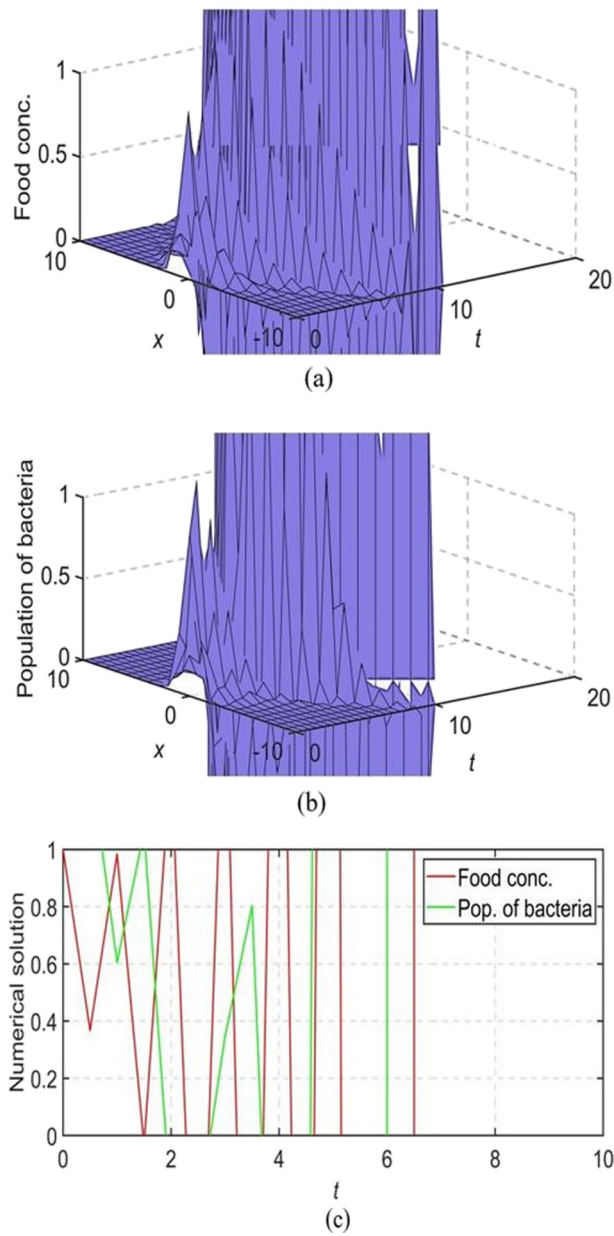 Food conc.
1
0.5
0
10
0
-10
x
0
10
20
t
(a)
Population of bacteria
1
0.5
0
10
0
-10
x
0
10
20
t
(b)
Numerical solution
1
0.8
0.6
0.4
0.2
0
Food conc.
Pop. of bacteria
0 2 4 6 8 10
t
(c)